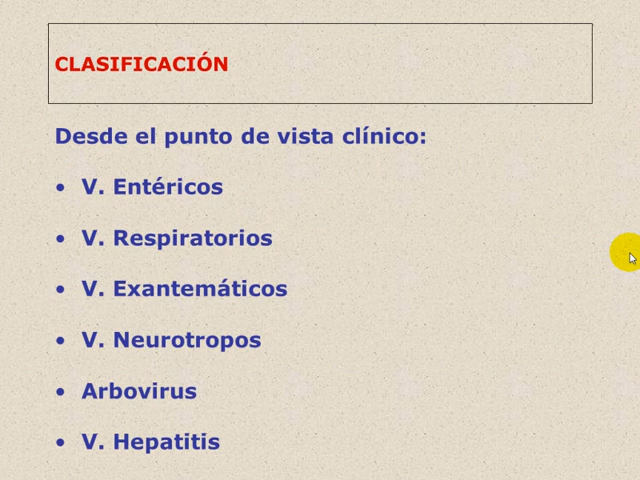 CLASIFICACIÓN
Desde el punto de vista clínico:
• V. Entéricos
• V. Respiratorios
• V. Exantemáticos
• V. Neurotropos
• Arbovirus
• V. Hepatitis